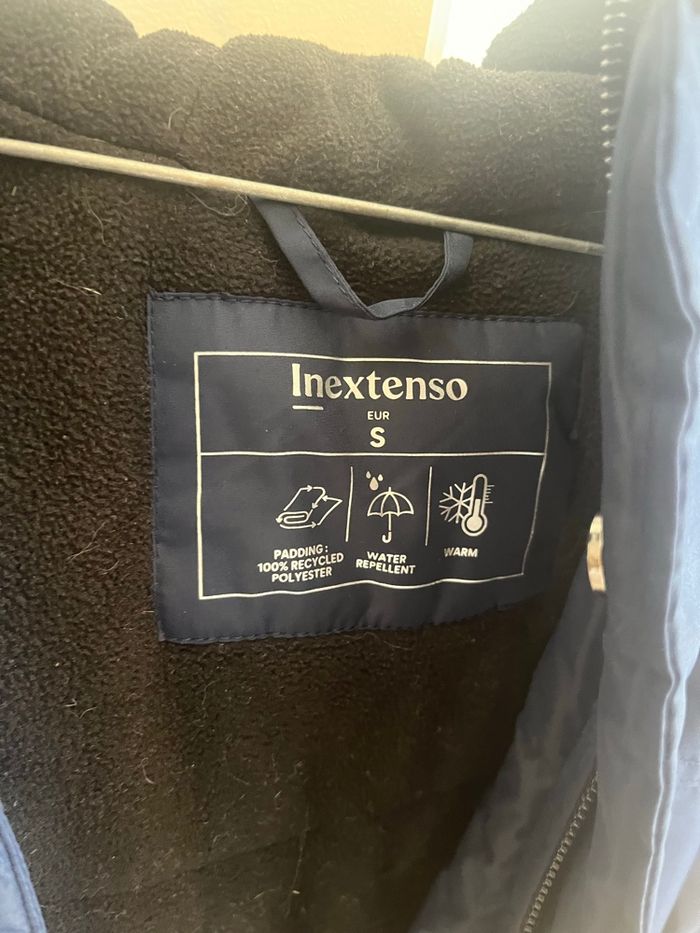 Inextenso
EUR
S
PADDING :
100% RECYCLED
POLYESTER
WATER
REPELLENT
WARM